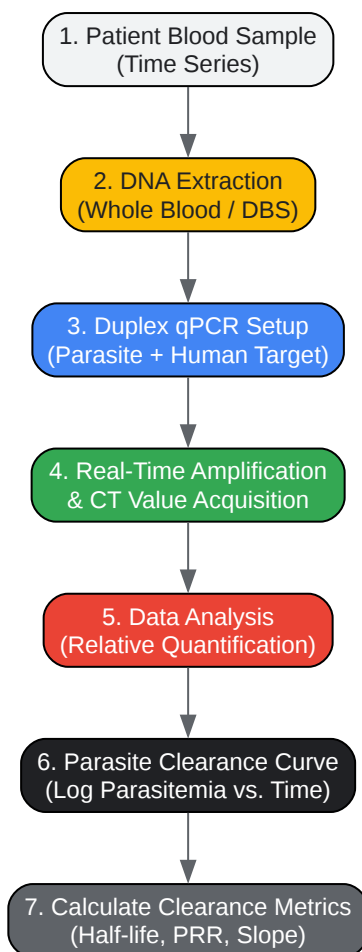 1. Patient Blood Sample
(Time Series)
2. DNA Extraction
(Whole Blood / DBS)
3. Duplex qPCR Setup
(Parasite + Human Target)
4. Real-Time Amplification
& CT Value Acquisition
5. Data Analysis
(Relative Quantification)
6. Parasite Clearance Curve
(Log Parasitemia vs. Time)
7. Calculate Clearance Metrics
(Half-life, PRR, Slope)